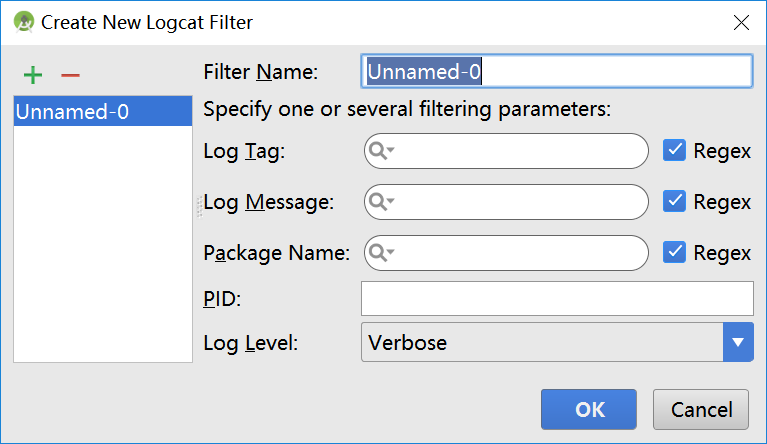 Create New Logcat Filter
Filter Name: Unnamed-0
Unnamed-0
Specify one or several filtering parameters:
Log Tag: Regex
Log Message: Regex
Package Name: Regex
PID:
Log Level: Verbose
OK Cancel